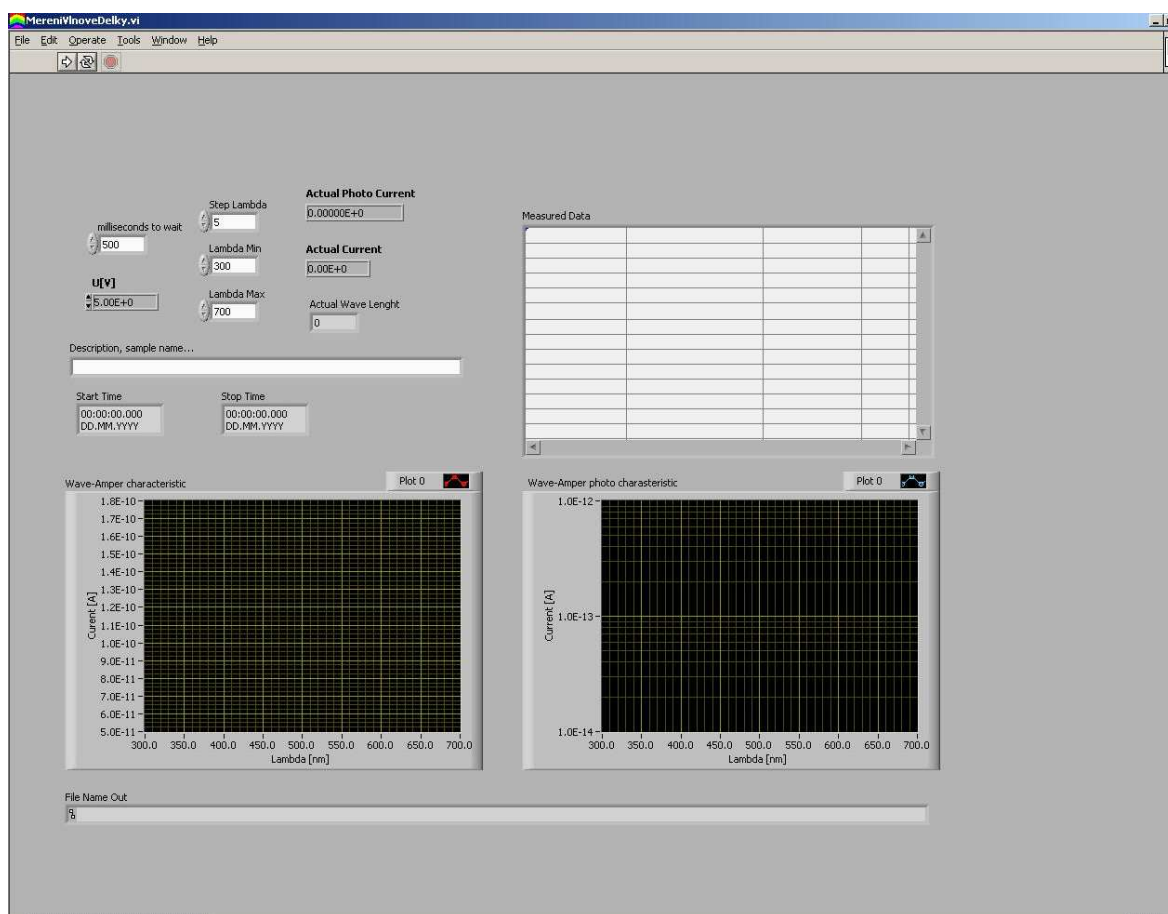 MereniVlnoveDelky.vi
File Edit Operate Tools Window Help
Step Lambda
5
Actual Photo Current
0.00000E+0
milliseconds to wait
500
Lambda Min
300
Actual Current
0.00E+0
U[V]
5.00E+0
Lambda Max
700
Actual Wave Lenght
0
Measured Data
Description, sample name...
Start Time
00:00:00.000
DD.MM.YYYY
Stop Time
00:00:00.000
DD.MM.YYYY
Wave-Amper characteristic
Plot 0
Curent [A]
1.8E-10
1.7E-10
1.6E-10
1.5E-10
1.4E-10
1.3E-10
1.2E-10
1.1E-10
1.0E-10
9.0E-11
8.0E-11
7.0E-11
6.0E-11
5.0E-11
300.0 350.0 400.0 450.0 500.0 550.0 600.0 650.0 700.0
Lambda [nm]
Wave-Amper photo charasteristic
Plot 0
Current [A]
1.0E-12
1.0E-13
1.0E-14
300.0 350.0 400.0 450.0 500.0 550.0 600.0 650.0 700.0
Lambda [nm]
File Name Out